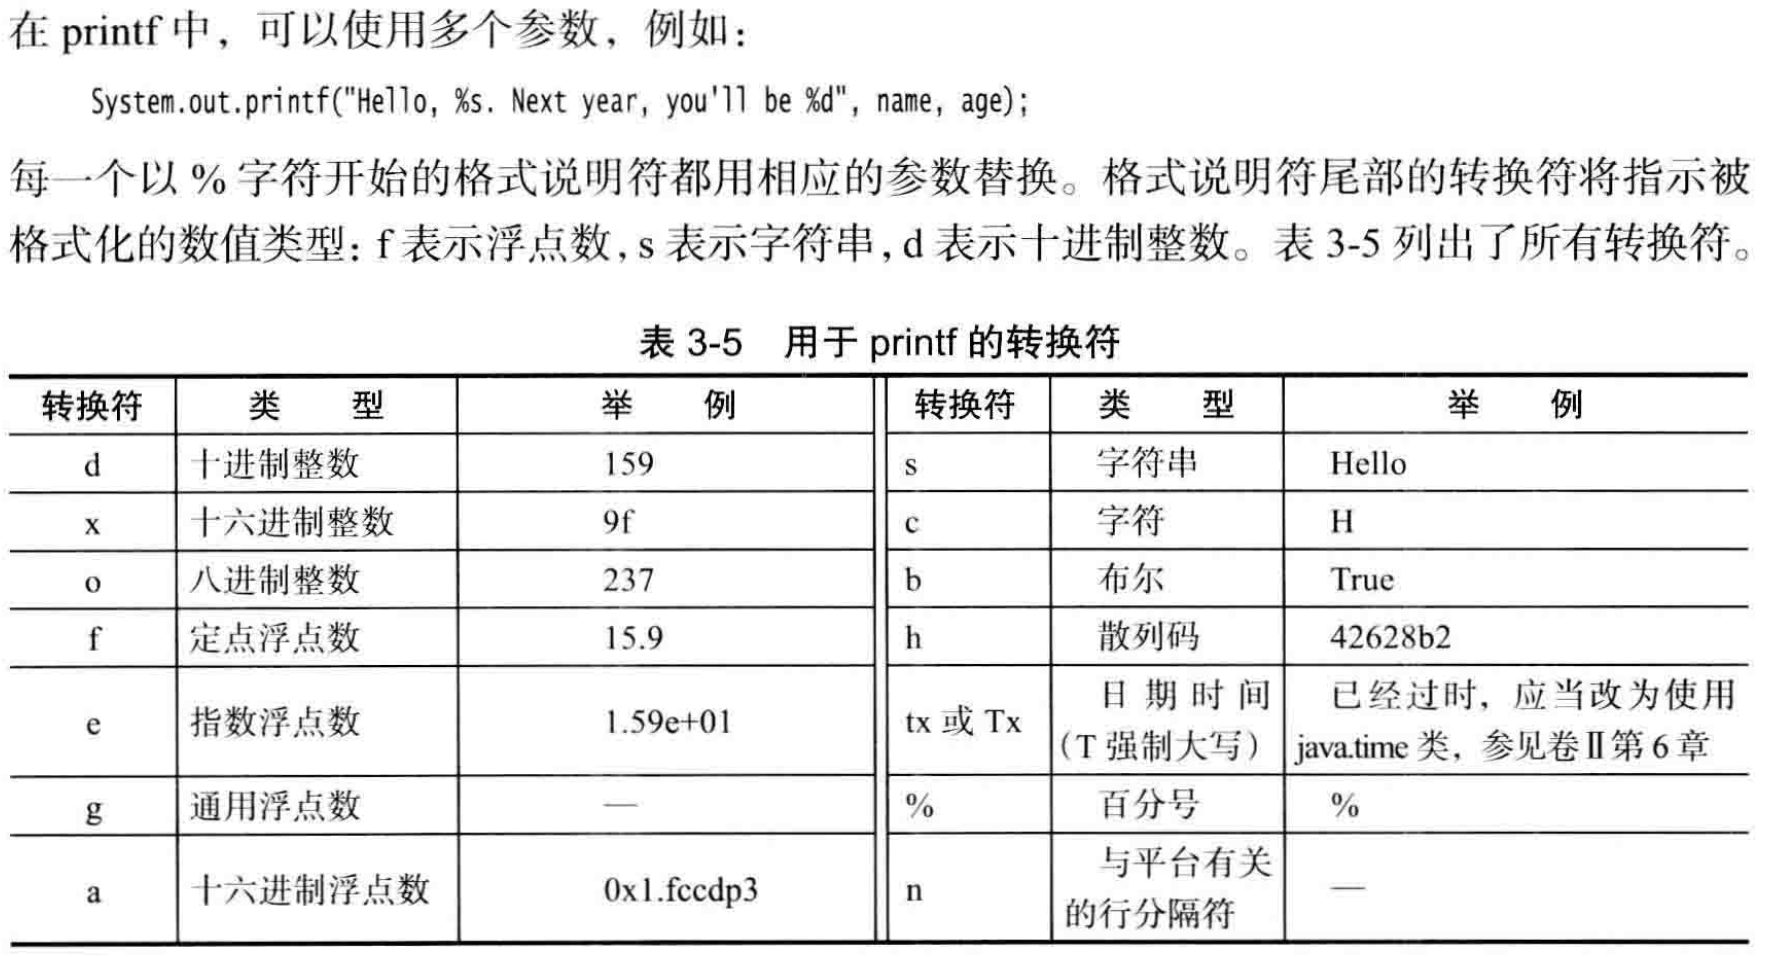 在 printf 中，可以使用多个参数，例如：
System.out.printf("Hello, %s. Next year, you'll be %d", name, age);
每一个以 % 字符开始的格式说明符都用相应的参数替换。格式说明符尾部的转换符将指示被
格式化的数值类型：f 表示浮点数，s 表示字符串，d 表示十进制整数。表 3-5 列出了所有转换符。
表 3-5 用于 printf 的转换符
转换符 类 型 举 例 转换符 类 型 举 例
d 十进制整数 159 s 字符串 Hello
x 十六进制整数 9f c 字符 H
o 八进制整数 237 b 布尔 True
f 定点浮点数 15.9 h 散列码 42628b2
e 指数浮点数 1.59e+01 tx 或 Tx 日期时间 已经过时，应当改为使用
（T 强制大写） java.time 类，参见卷Ⅱ第 6 章
g 通用浮点数 — % 百分号 %
a 十六进制浮点数 0x1.fccdp3 n 与平台有关 —
的行分隔符